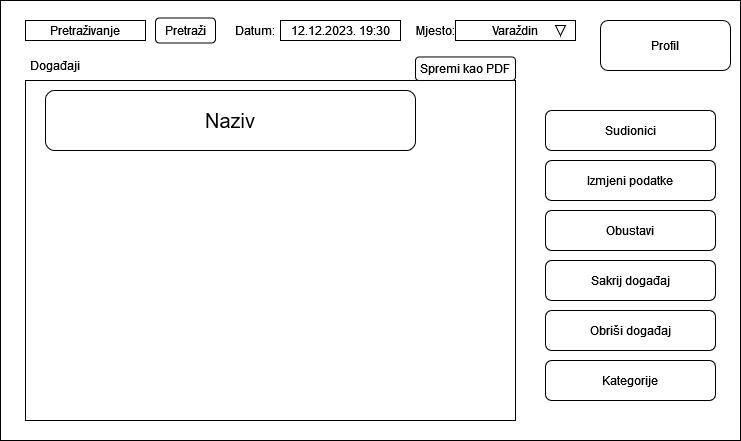 Pretraživanje
Pretraži
Datum:
12.12.2023. 19:30
Mjesto:
Varaždin
Profil
Događaji
Spremi kao PDF
Naziv
Sudionici
Izmjeni podatke
Obustavi
Sakrij događaj
Obriši događaj
Kategorije